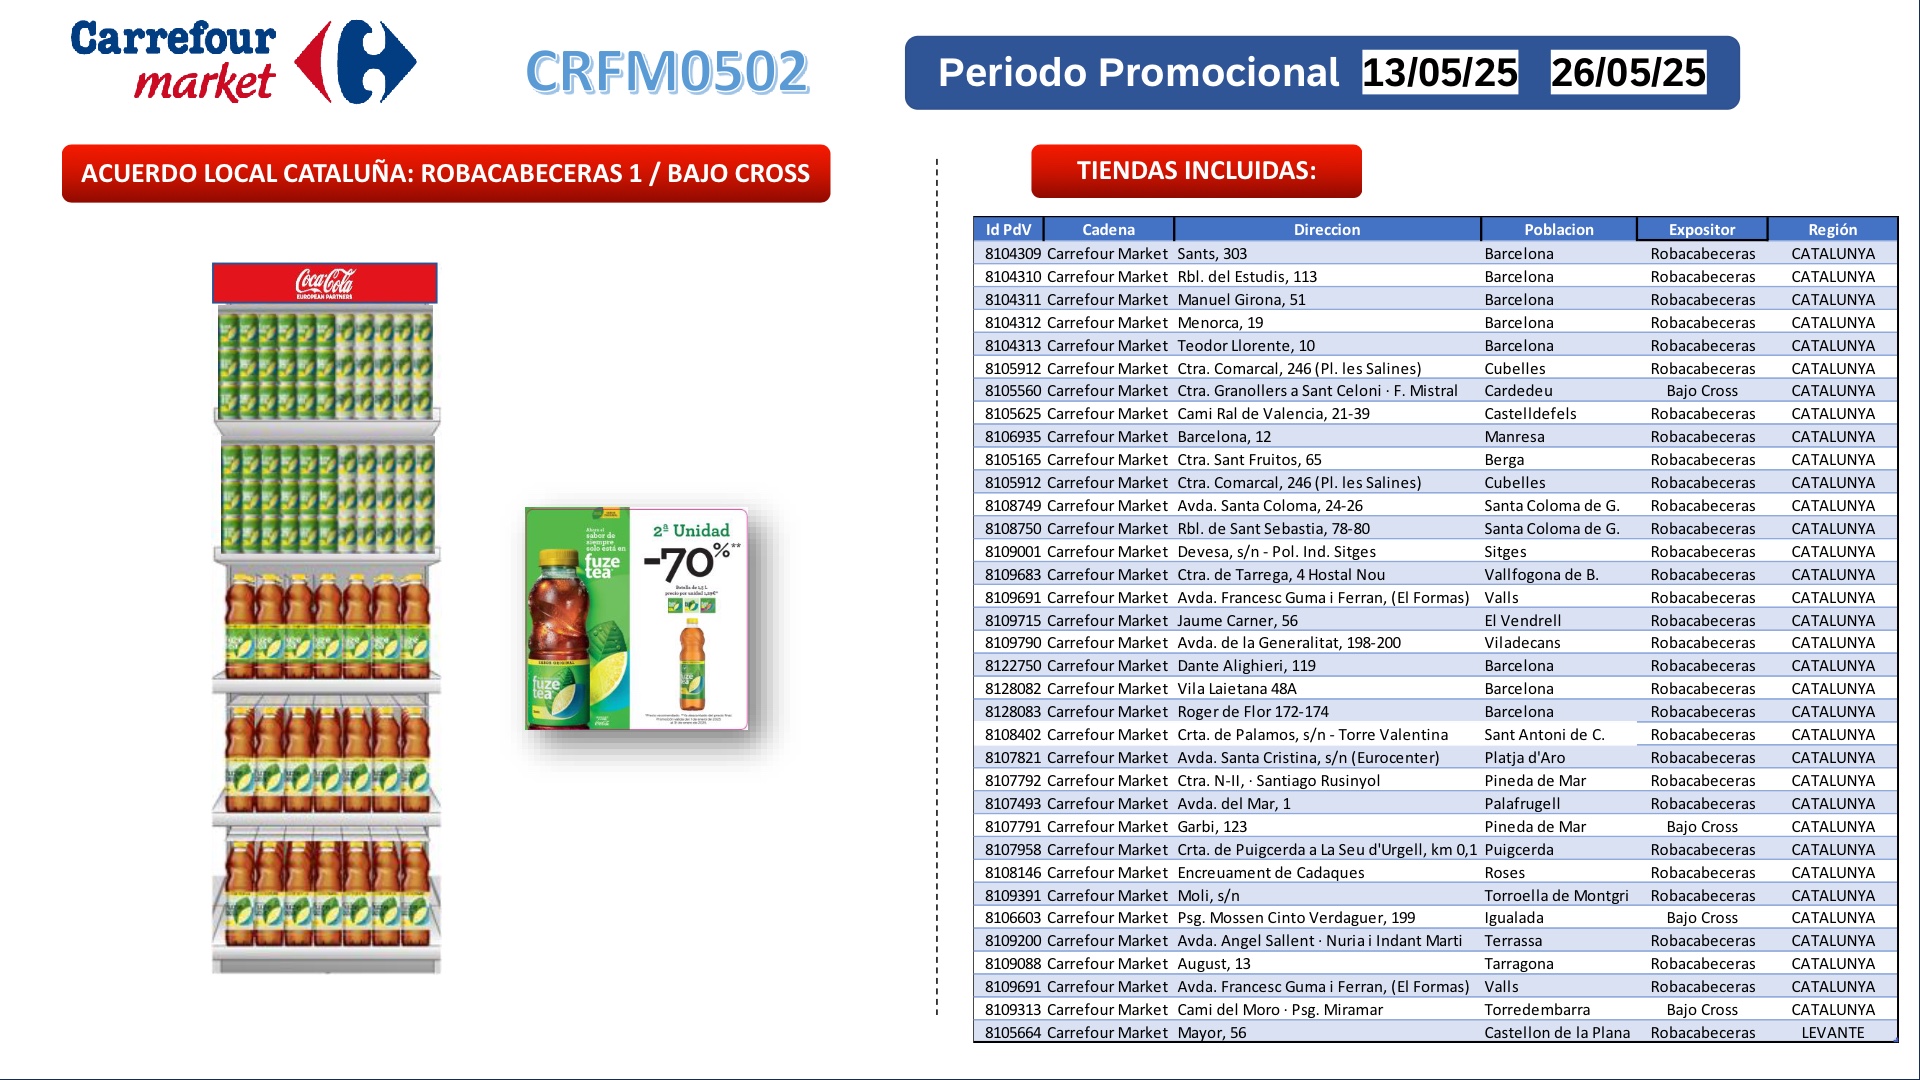 Carrefour
market
CRFM0502
Periodo Promocional 13/05/25 26/05/25
ACUERDO LOCAL CATALUÑA: ROBACABECERAS 1 / BAJO CROSS
Coca-Cola
EUROPEAN PARTNERS
Ahora el
sabor de
siempre
solo está en
fuze
tea
2ª Unidad
-70%**
Botella de 1,5 L
SABOR ORIGINAL
fuze
tea
TIENDAS INCLUIDAS:
Id PdV Cadena Direccion Poblacion Expositor Región
8104309 Carrefour Market Sants, 303 Barcelona Robacabeceras CATALUNYA
8104310 Carrefour Market Rbl. del Estudis, 113 Barcelona Robacabeceras CATALUNYA
8104311 Carrefour Market Manuel Girona, 51 Barcelona Robacabeceras CATALUNYA
8104312 Carrefour Market Menorca, 19 Barcelona Robacabeceras CATALUNYA
8104313 Carrefour Market Teodor Llorente, 10 Barcelona Robacabeceras CATALUNYA
8105912 Carrefour Market Ctra. Comarcal, 246 (Pl. les Salines) Cubelles Robacabeceras CATALUNYA
8105560 Carrefour Market Ctra. Granollers a Sant Celoni · F. Mistral Cardedeu Bajo Cross CATALUNYA
8105625 Carrefour Market Cami Ral de Valencia, 21-39 Castelldefels Robacabeceras CATALUNYA
8106935 Carrefour Market Barcelona, 12 Manresa Robacabeceras CATALUNYA
8105165 Carrefour Market Ctra. Sant Fruitos, 65 Berga Robacabeceras CATALUNYA
8105912 Carrefour Market Ctra. Comarcal, 246 (Pl. les Salines) Cubelles Robacabeceras CATALUNYA
8108749 Carrefour Market Avda. Santa Coloma, 24-26 Santa Coloma de G. Robacabeceras CATALUNYA
8108750 Carrefour Market Rbl. de Sant Sebastia, 78-80 Santa Coloma de G. Robacabeceras CATALUNYA
8109001 Carrefour Market Devesa, s/n - Pol. Ind. Sitges Sitges Robacabeceras CATALUNYA
8109683 Carrefour Market Ctra. de Tarrega, 4 Hostal Nou Vallfogona de B. Robacabeceras CATALUNYA
8109691 Carrefour Market Avda. Francesc Guma i Ferran, (El Formas) Valls Robacabeceras CATALUNYA
8109715 Carrefour Market Jaume Carner, 56 El Vendrell Robacabeceras CATALUNYA
8109790 Carrefour Market Avda. de la Generalitat, 198-200 Viladecans Robacabeceras CATALUNYA
8122750 Carrefour Market Dante Alighieri, 119 Barcelona Robacabeceras CATALUNYA
8128082 Carrefour Market Vila Laietana 48A Barcelona Robacabeceras CATALUNYA
8128083 Carrefour Market Roger de Flor 172-174 Barcelona Robacabeceras CATALUNYA
8108402 Carrefour Market Crta. de Palamos, s/n - Torre Valentina Sant Antoni de C. Robacabeceras CATALUNYA
8107821 Carrefour Market Avda. Santa Cristina, s/n (Eurocenter) Platja d'Aro Robacabeceras CATALUNYA
8107792 Carrefour Market Ctra. N-II, · Santiago Rusinyol Pineda de Mar Robacabeceras CATALUNYA
8107493 Carrefour Market Avda. del Mar, 1 Palafrugell Robacabeceras CATALUNYA
8107791 Carrefour Market Garbi, 123 Pineda de Mar Bajo Cross CATALUNYA
8107958 Carrefour Market Crta. de Puigcerda a La Seu d'Urgell, km 0,1 Puigcerda Robacabeceras CATALUNYA
8108146 Carrefour Market Encreuament de Cadaques Roses Robacabeceras CATALUNYA
8109391 Carrefour Market Moli, s/n Torroella de Montgri Robacabeceras CATALUNYA
8106603 Carrefour Market Psg. Mossen Cinto Verdaguer, 199 Igualada Bajo Cross CATALUNYA
8109200 Carrefour Market Avda. Angel Sallent · Nuria i Indant Marti Terrassa Robacabeceras CATALUNYA
8109088 Carrefour Market August, 13 Tarragona Robacabeceras CATALUNYA
8109691 Carrefour Market Avda. Francesc Guma i Ferran, (El Formas) Valls Robacabeceras CATALUNYA
8109313 Carrefour Market Cami del Moro · Psg. Miramar Torredembarra Bajo Cross CATALUNYA
8105664 Carrefour Market Mayor, 56 Castellon de la Plana Robacabeceras LEVANTE